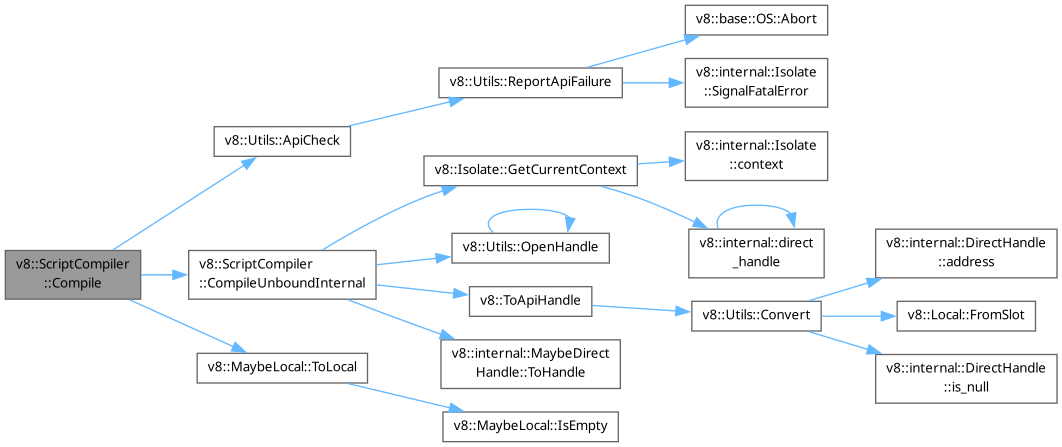 v8::base::OS::Abort
v8::Utils::ReportApiFailure
v8::internal::Isolate
::SignalFatalError
v8::Utils::ApiCheck
v8::internal::Isolate
::context
v8::Isolate::GetCurrentContext
v8::Utils::OpenHandle
v8::internal::direct
_handle
v8::internal::DirectHandle
::address
v8::ScriptCompiler
::Compile
v8::ScriptCompiler
::CompileUnboundInternal
v8::ToApiHandle
v8::Utils::Convert
v8::Local::FromSlot
v8::MaybeLocal::ToLocal
v8::internal::MaybeDirect
Handle::ToHandle
v8::internal::DirectHandle
::is_null
v8::MaybeLocal::IsEmpty